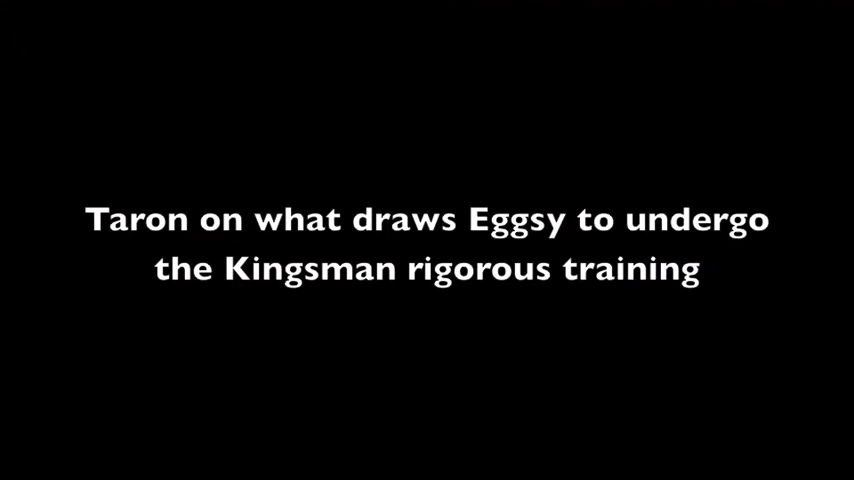 Taron on what draws Eggsy to undergo
the Kingsman rigorous training